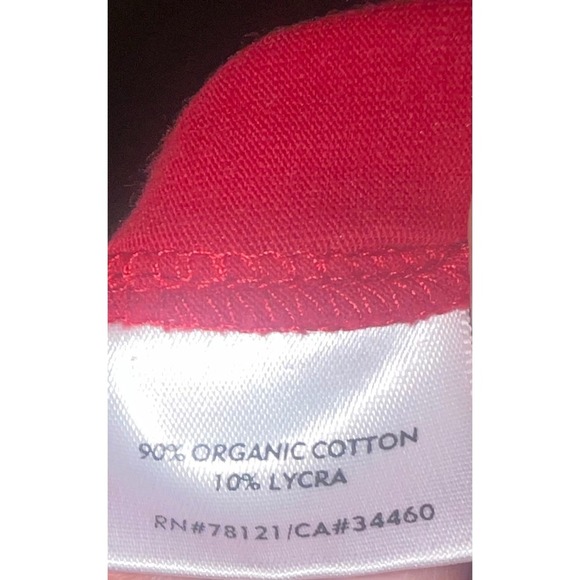 90% ORGANIC COTTON
10% LYCRA
RN#78121/CA#34460